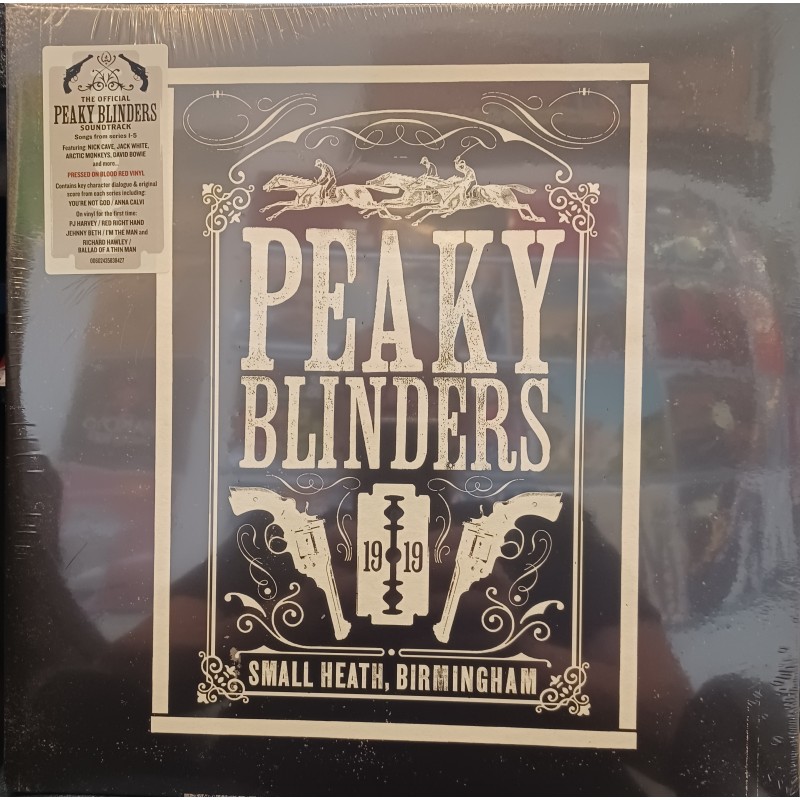 THE OFFICIAL
PEAKY BLINDERS
SOUNDTRACK
Songs from series 1-5
Featuring: NICK CAVE, JACK WHITE,
ARCTIC MONKEYS, DAVID BOWIE
and more...
PRESSED ON BLOOD RED VINYL
Contains key character dialogue & original
score from each series including:
YOU'RE NOT GOD / ANNA CALVI
On vinyl for the first time:
PJ HARVEY / RED RIGHT HAND
JEHNNY BETH / I'M THE MAN and
RICHARD HAWLEY /
BALLAD OF A THIN MAN
00602435638427
PEAKY
BLINDERS
1919
SMALL HEATH, BIRMINGHAM